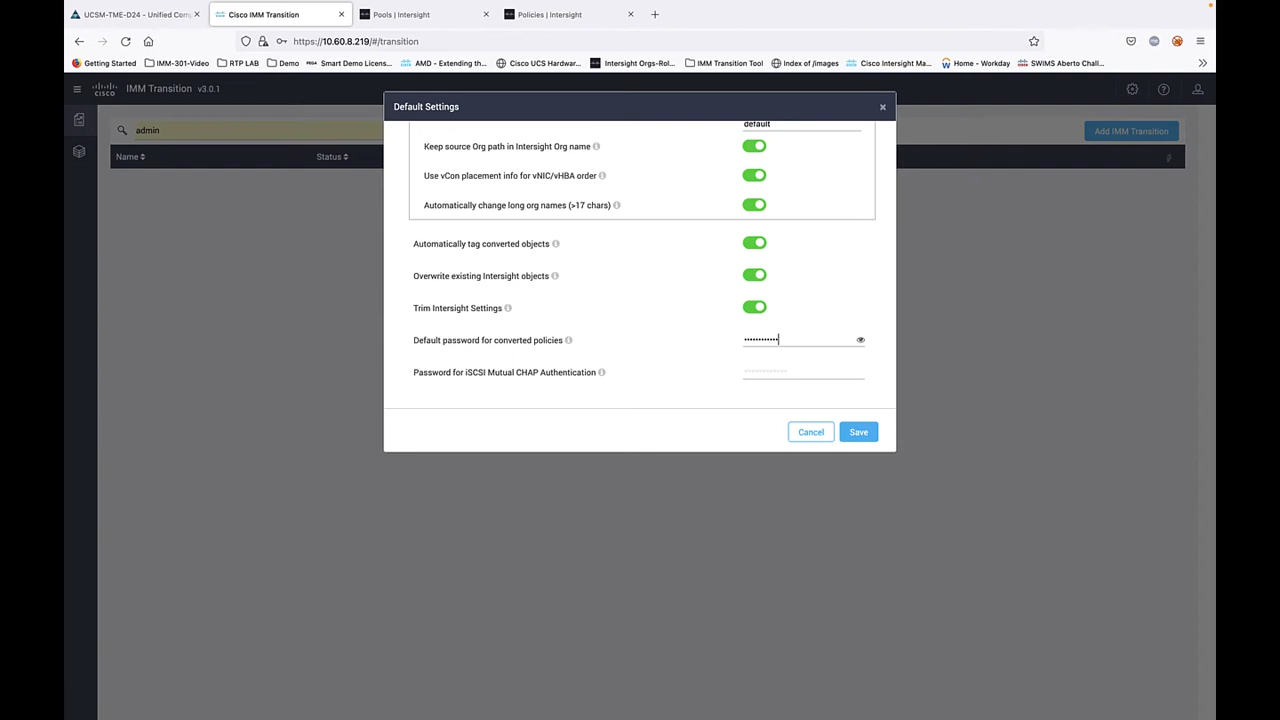 UCSM-TME-D24 - Unified Comp
Cisco IMM Transition
Pools | Intersight
Policies | Intersight
https://10.60.8.219/#/transition
Getting Started
IMM-301-Video
RTP LAB
Demo
Smart Demo Licens...
AMD - Extending th...
Cisco UCS Hardwar...
Intersight Orgs-Rol...
IMM Transition Tool
Index of /images
Cisco Intersight Ma...
Home - Workday
SWIMS Aberto Chall...
CISCO
IMM Transition v3.0.1
Default Settings
admin
Add IMM Transition
Name
Status
default
Keep source Org path in Intersight Org name
Use vCon placement info for vNIC/vHBA order
Automatically change long org names (>17 chars)
Automatically tag converted objects
Overwrite existing Intersight objects
Trim Intersight Settings
Default password for converted policies
Password for iSCSI Mutual CHAP Authentication
Cancel
Save